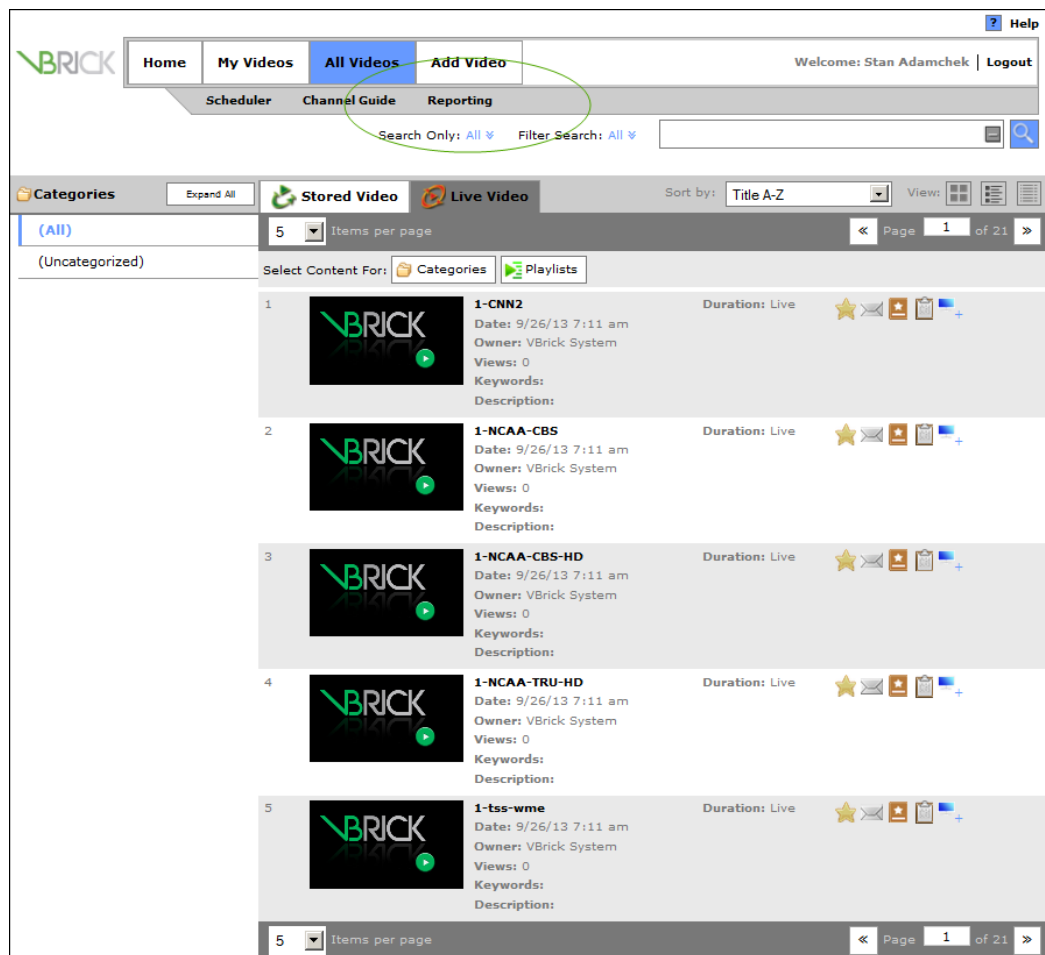 ? Help
VBRICK Home My Videos All Videos Add Video Welcome: Stan Adamchek | Logout
Scheduler Channel Guide Reporting
Search Only: All Filter Search: All
Categories Expand All Stored Video Live Video Sort by: Title A-Z View:
(All)
5 Items per page « Page 1 of 21 »
(Uncategorized)
Select Content For: Categories Playlists
1 VBRICK 1-CNN2 Duration: Live
Date: 9/26/13 7:11 am
Owner: VBrick System
Views: 0
Keywords:
Description:
2 VBRICK 1-NCAA-CBS Duration: Live
Date: 9/26/13 7:11 am
Owner: VBrick System
Views: 0
Keywords:
Description:
3 VBRICK 1-NCAA-CBS-HD Duration: Live
Date: 9/26/13 7:11 am
Owner: VBrick System
Views: 0
Keywords:
Description:
4 VBRICK 1-NCAA-TRU-HD Duration: Live
Date: 9/26/13 7:11 am
Owner: VBrick System
Views: 0
Keywords:
Description:
5 VBRICK 1-tss-wme Duration: Live
Date: 9/26/13 7:11 am
Owner: VBrick System
Views: 0
Keywords:
Description:
5 Items per page « Page 1 of 21 »